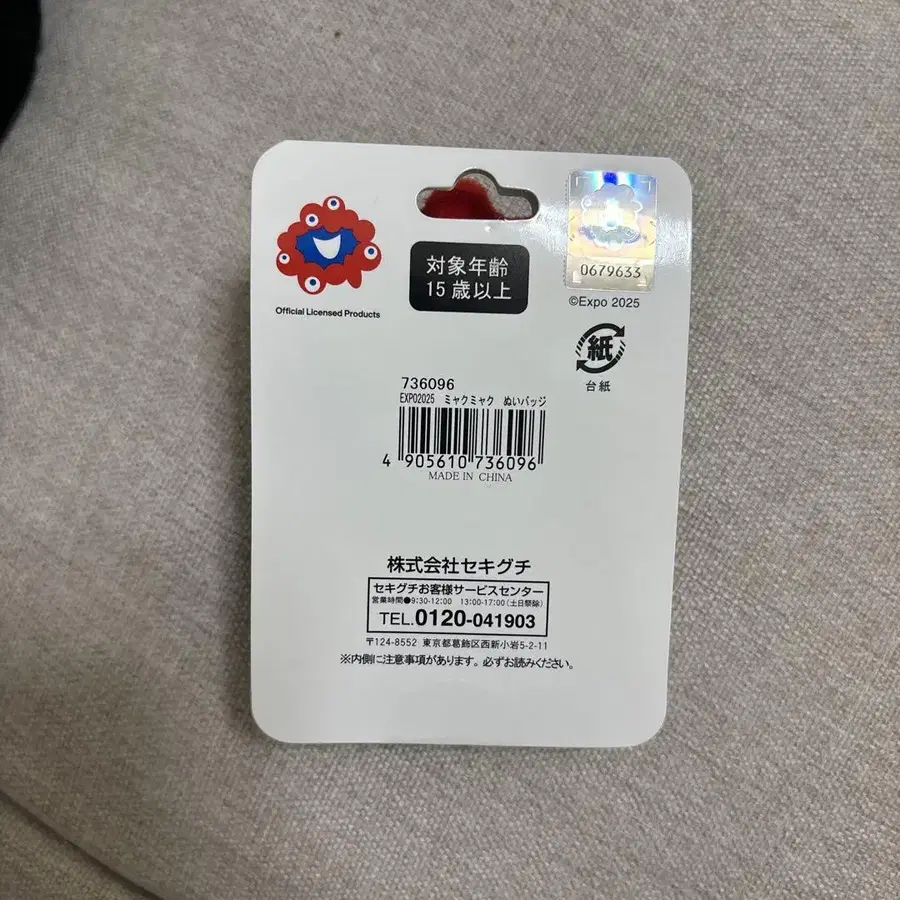 Official Licensed Products
対象年齢
15歳以上
0679633
©Expo 2025
紙
台紙
736096
EXPO2025 ミャクミャク ぬいバッジ
4 905610 736096
MADE IN CHINA
株式会社セキグチ
セキグチお客様サービスセンター
営業時間●9:30-12:00 13:00-17:00(土日祭除)
TEL.0120-041903
〒124-8552 東京都葛飾区西新小岩5-2-11
※内側に注意事項があります。必ずお読みください。